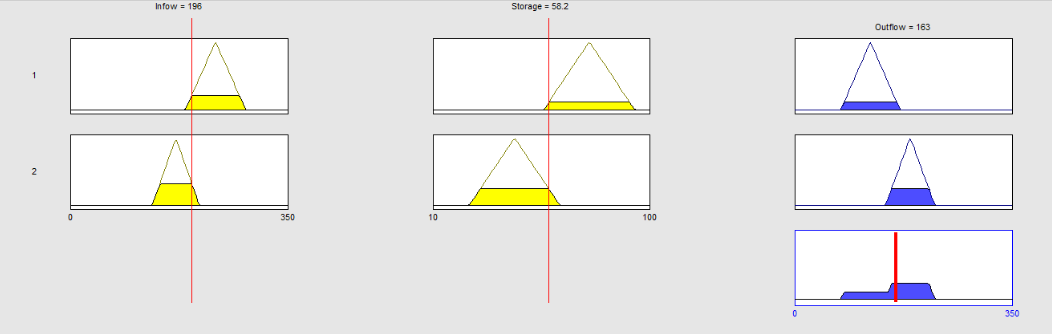 Infow = 196
Storage = 58.2
Outflow = 163
1
2
0
350
10
100
0
350